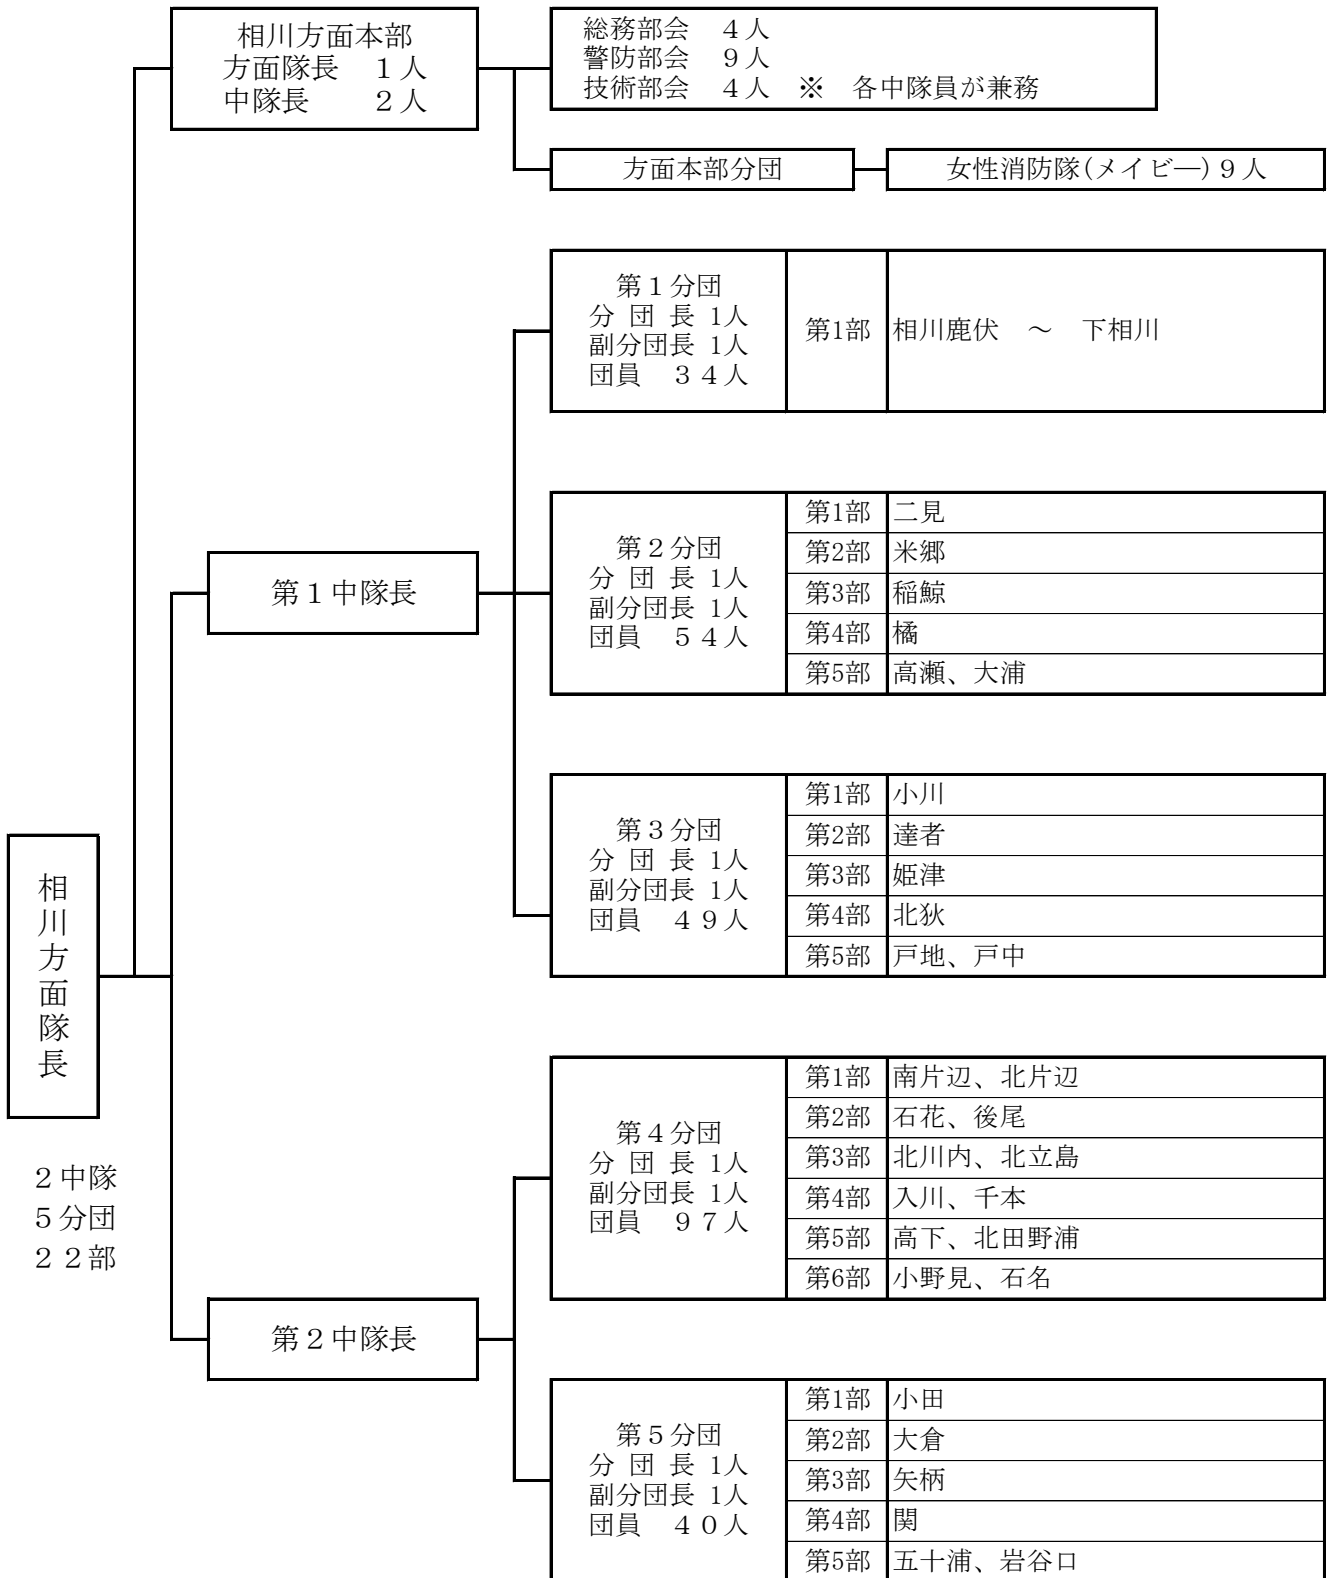 相川方面本部
方面隊長　１人
中隊長　　２人
総務部会　４人
警防部会　９人
技術部会　４人　※　各中隊員が兼務
方面本部分団
女性消防隊(メイビ―)９人
第１分団
分 団 長 1人
副分団長 1人
団員　３４人
第1部 相川鹿伏　～　下相川
第１中隊長
第２分団
分 団 長 1人
副分団長 1人
団員　５４人
第1部 二見
第2部 米郷
第3部 稲鯨
第4部 橘
第5部 高瀬、大浦
第３分団
分 団 長 1人
副分団長 1人
団員　４９人
第1部 小川
第2部 達者
第3部 姫津
第4部 北狄
第5部 戸地、戸中
相川方面隊長
２中隊
５分団
２２部
第４分団
分 団 長 1人
副分団長 1人
団員　９７人
第1部 南片辺、北片辺
第2部 石花、後尾
第3部 北川内、北立島
第4部 入川、千本
第5部 高下、北田野浦
第6部 小野見、石名
第２中隊長
第５分団
分 団 長 1人
副分団長 1人
団員　４０人
第1部 小田
第2部 大倉
第3部 矢柄
第4部 関
第5部 五十浦、岩谷口